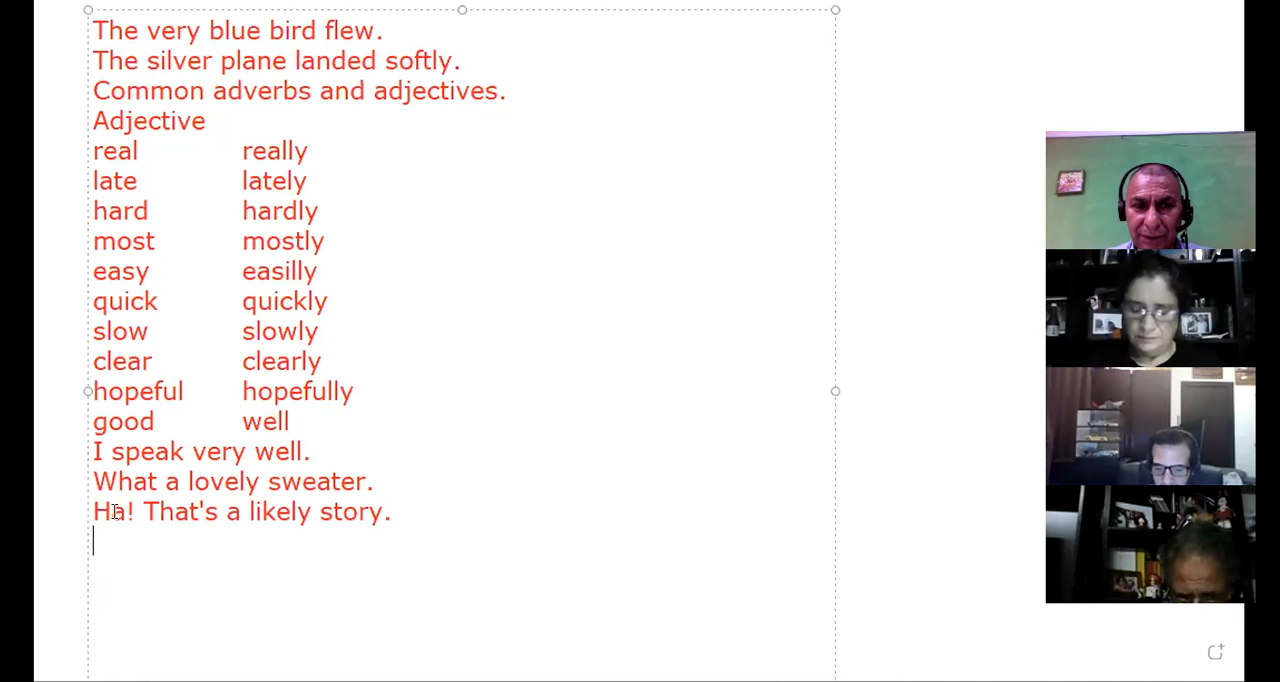 The very blue bird flew.
The silver plane landed softly.
Common adverbs and adjectives.
Adjective
real really
late lately
hard hardly
most mostly
easy easilly
quick quickly
slow slowly
clear clearly
hopeful hopefully
good well
I speak very well.
What a lovely sweater.
Ha! That's a likely story.